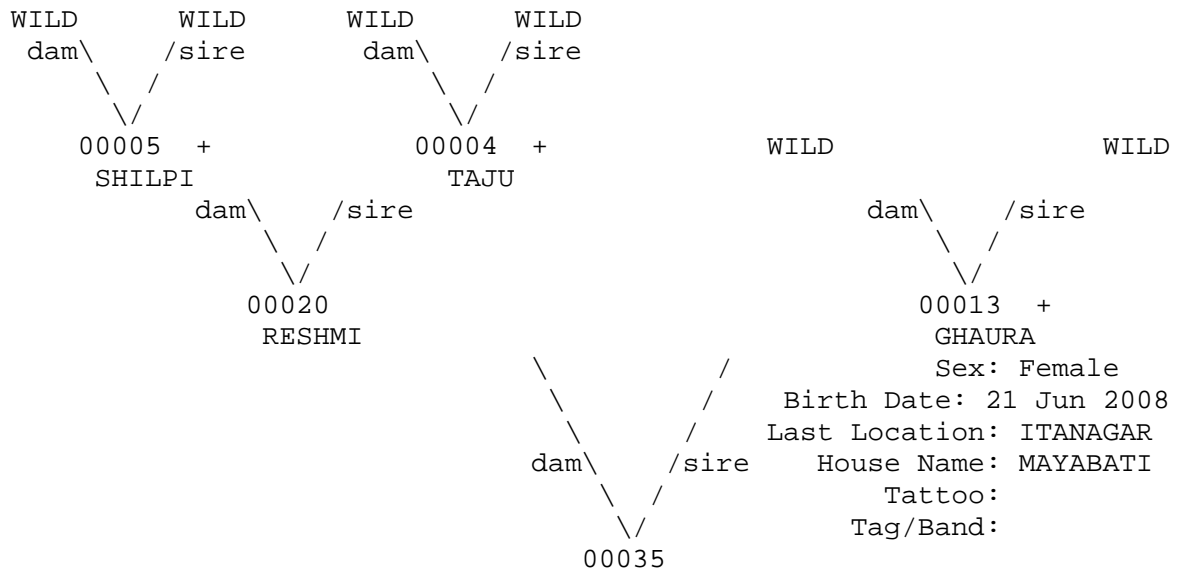 WILD WILD WILD WILD
dam\ /sire dam\ /sire
\ / \ /
\/ \/
00005 + 00004 + WILD WILD
SHILPI TAJU
dam\ /sire dam\ /sire
\ / \ /
\/ \/
00020 00013 +
RESHMI GHAURA
\ / Sex: Female
\ / Birth Date: 21 Jun 2008
\ / Last Location: ITANAGAR
dam\ /sire House Name: MAYABATI
\ / Tattoo:
\/ Tag/Band:
00035